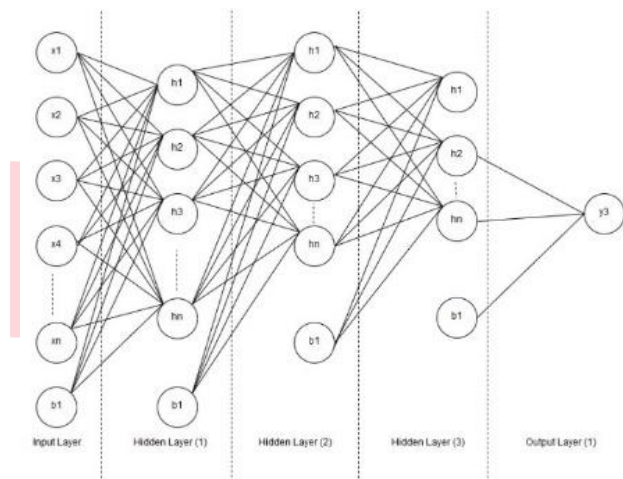 x1
x2
x3
x4
xn
b1
h1
h2
h3
hn
b1
h1
h2
h3
hn
b1
h1
h2
hn
b1
y3
Input Layer
Hidden Layer (1)
Hidden Layer (2)
Hidden Layer (3)
Output Layer (1)